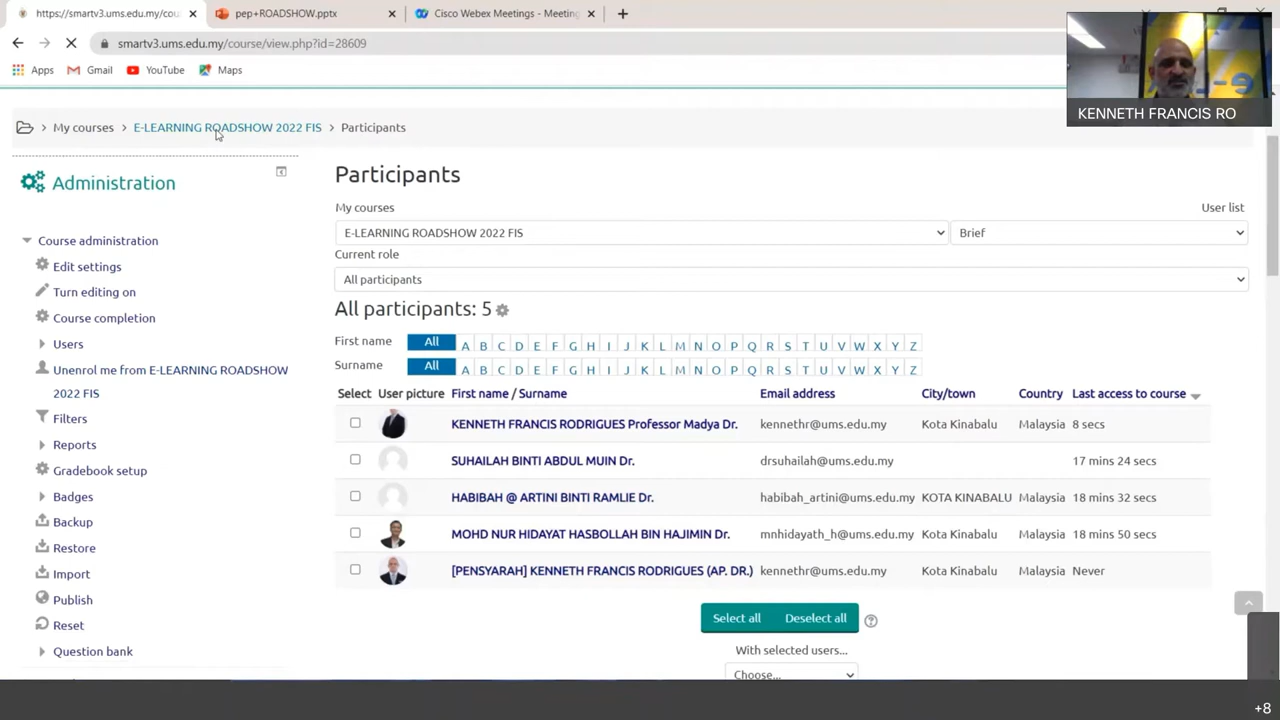 https://smartv3.ums.edu.my/cou
pep+ROADSHOW.pptx
Cisco Webex Meetings - Meeting
smartv3.ums.edu.my/course/view.php?id=28609
Apps
Gmail
YouTube
Maps
KENNETH FRANCIS RO
My courses
E-LEARNING ROADSHOW 2022 FIS
Participants
Administration
Course administration
Edit settings
Turn editing on
Course completion
Users
Unenrol me from E-LEARNING ROADSHOW
2022 FIS
Filters
Reports
Gradebook setup
Badges
Backup
Restore
Import
Publish
Reset
Question bank
Participants
My courses
User list
E-LEARNING ROADSHOW 2022 FIS
Brief
Current role
All participants
All participants: 5
First name All A B C D E F G H I J K L M N O P Q R S T U V W X Y Z
Surname All A B C D E F G H I J K L M N O P Q R S T U V W X Y Z
Select User picture First name / Surname Email address City/town Country Last access to course
KENNETH FRANCIS RODRIGUES Professor Madya Dr. kennethr@ums.edu.my Kota Kinabalu Malaysia 8 secs
SUHAILAH BINTI ABDUL MUIN Dr. drsuhailah@ums.edu.my 17 mins 24 secs
HABIBAH @ ARTINI BINTI RAMLIE Dr. habibah_artini@ums.edu.my KOTA KINABALU Malaysia 18 mins 32 secs
MOHD NUR HIDAYAT HASBOLLAH BIN HAJIMIN Dr. mnhidayath_h@ums.edu.my Kota Kinabalu Malaysia 18 mins 50 secs
[PENSYARAH] KENNETH FRANCIS RODRIGUES (AP. DR.) kennethr@ums.edu.my Kota Kinabalu Malaysia Never
Select all
Deselect all
With selected users...
Choose...
+8